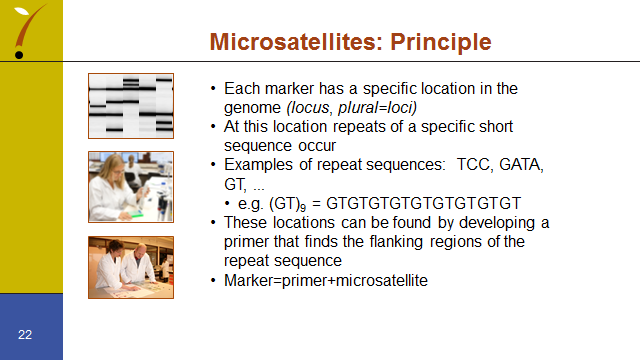 Microsatellites: Principle
• Each marker has a specific location in the
genome (locus, plural=loci)
• At this location repeats of a specific short
sequence occur
• Examples of repeat sequences: TCC, GATA,
GT, ...
• e.g. (GT)₉ = GTGTGTGTGTGTGTGTGT
• These locations can be found by developing a
primer that finds the flanking regions of the
repeat sequence
• Marker=primer+microsatellite
22